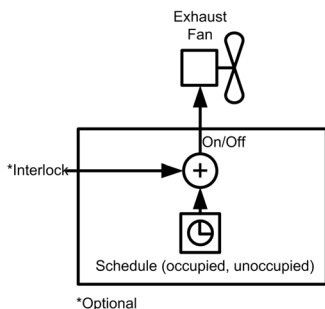 Exhaust
Fan
On/Off
*Interlock
+
Schedule (occupied, unoccupied)
*Optional